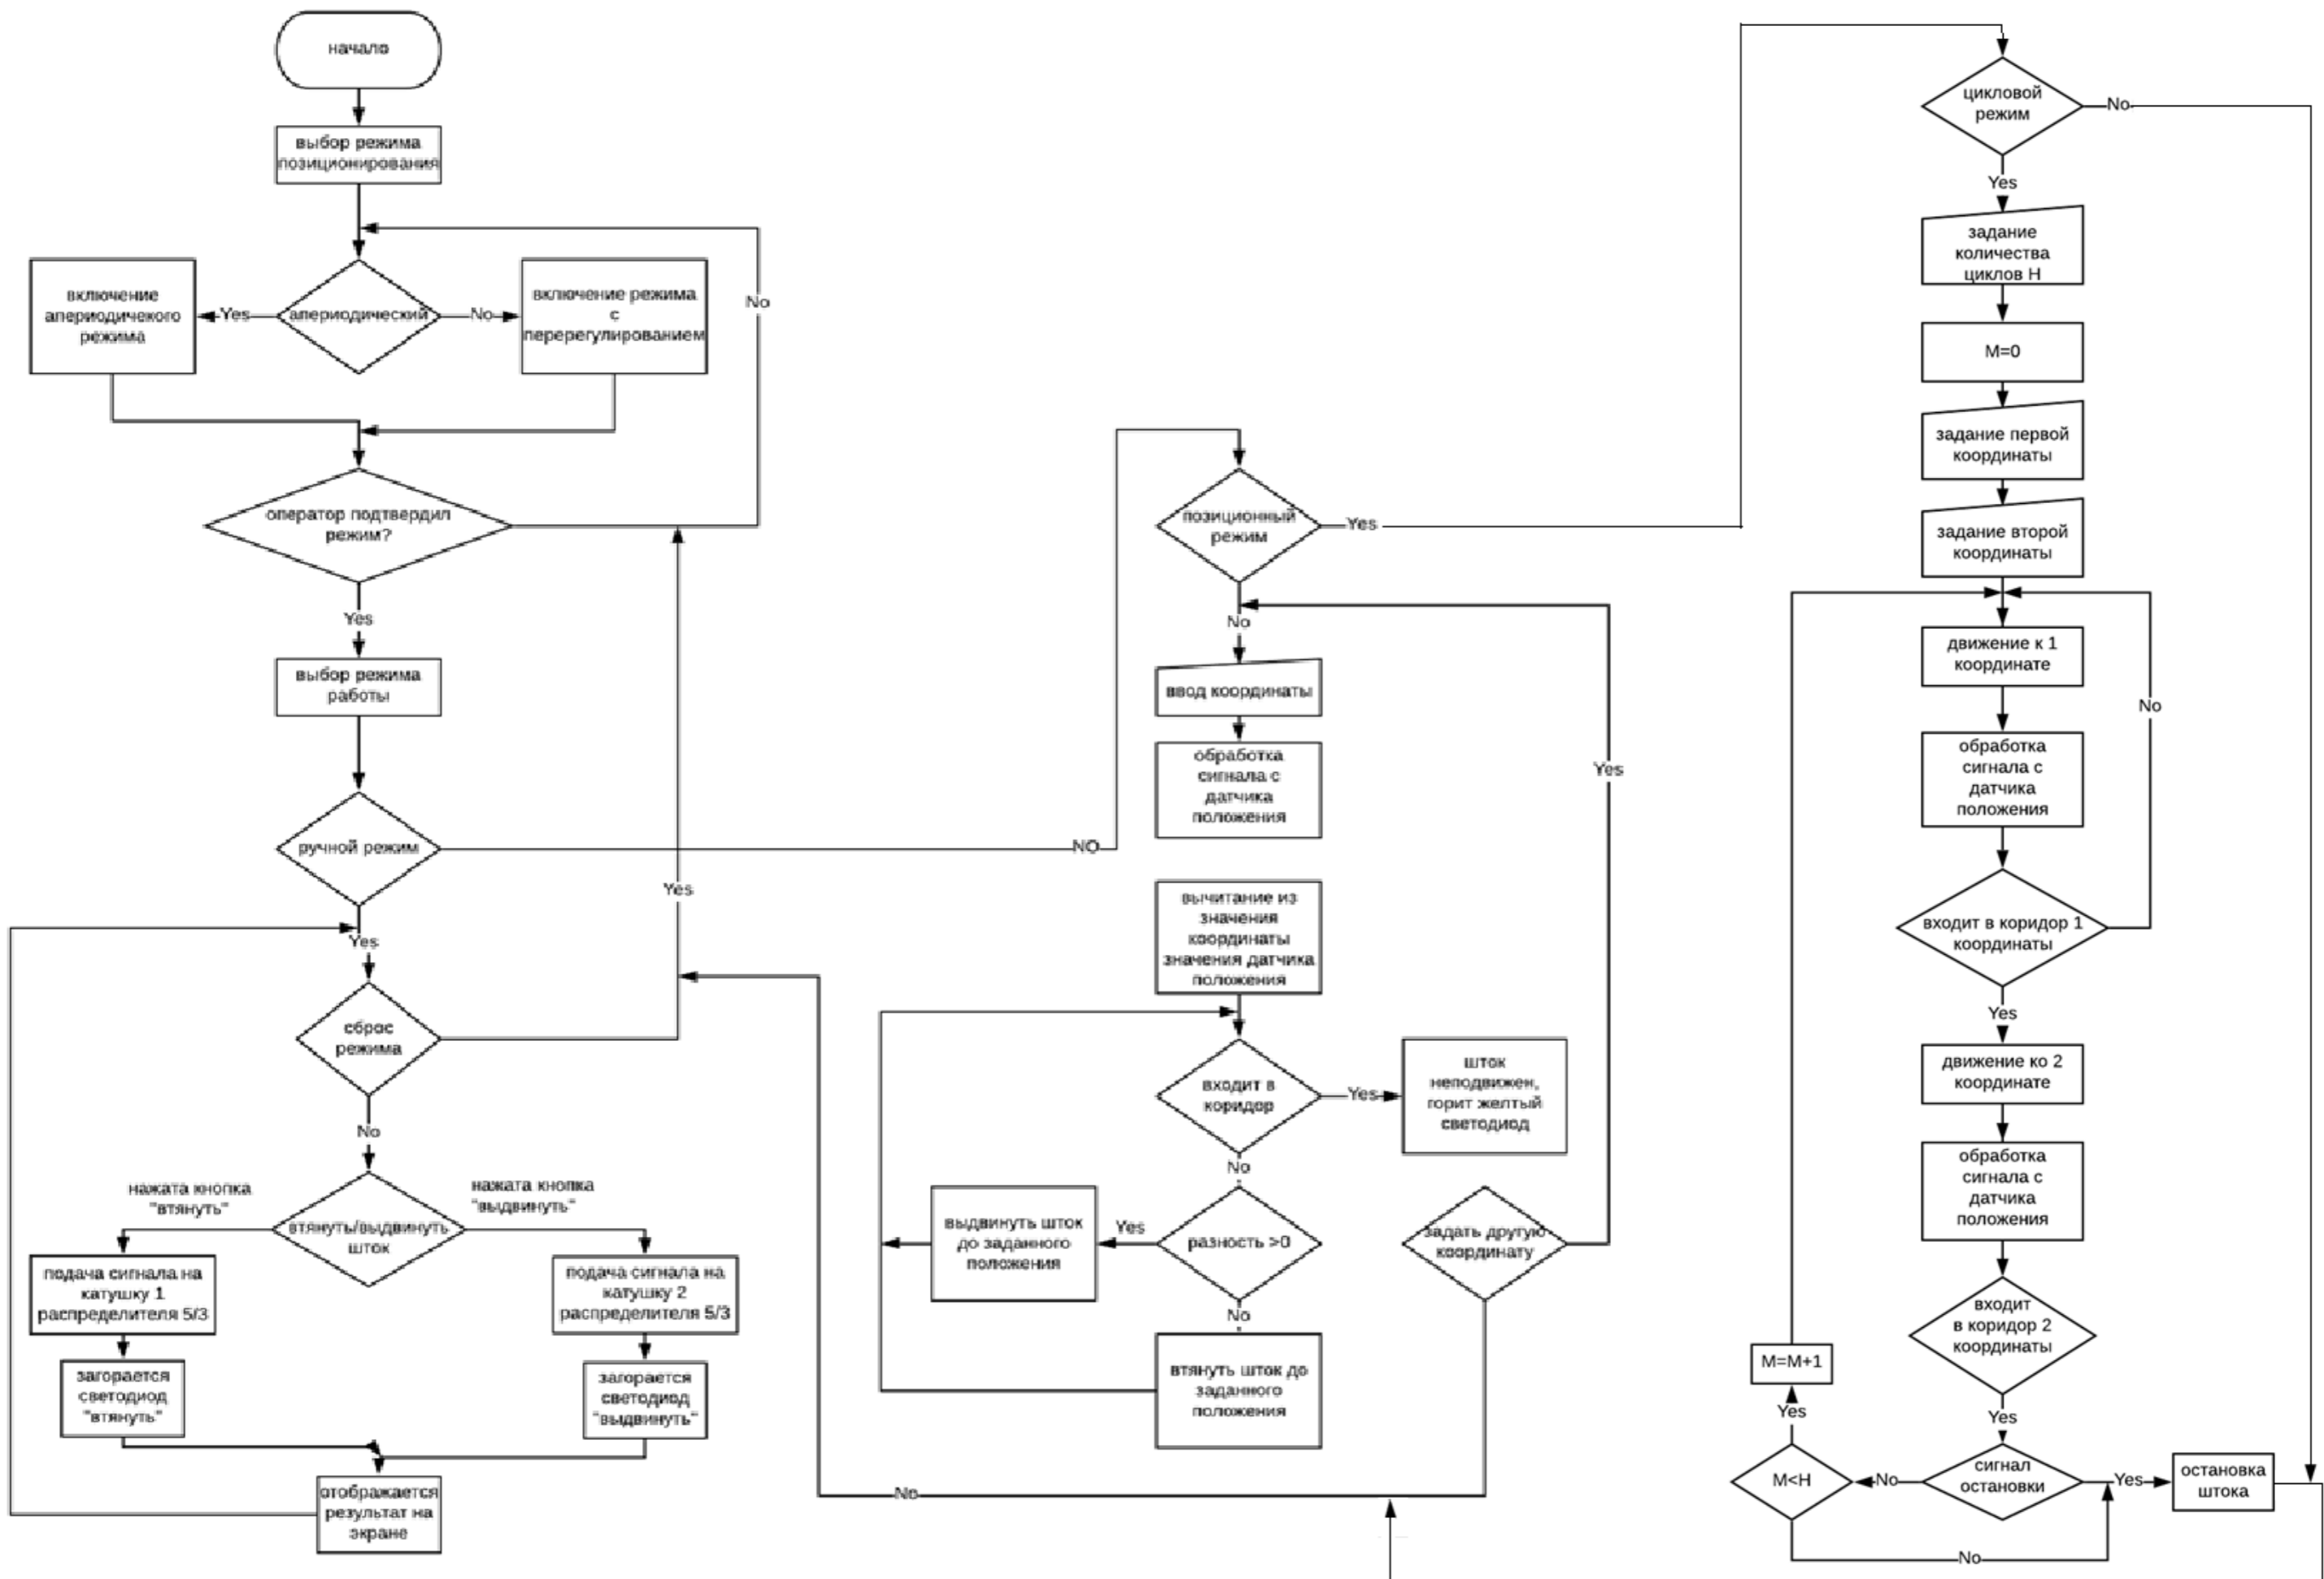 начало
выбор режима
позиционирования
включение
апериодичекого
режима
Yes
апериодический
No
включение режима
с
перерегулированием
No
оператор подтвердил
режим?
Yes
выбор режима
работы
ручной режим
NO
Yes
Yes
сброс
режима
No
нажата кнопка
"втянуть"
нажата кнопка
"выдвинуть"
втянуть/выдвинуть
шток
подача сигнала на
катушку 1
распределителя 5/3
подача сигнала на
катушку 2
распределителя 5/3
загорается
светодиод
"втянуть"
загорается
светодиод
"выдвинуть"
отображается
результат на
экране
позиционный
режим
Yes
No
ввод координаты
обработка
сигнала с
датчика
положения
Yes
вычитание из
значения
координаты
значения датчика
положения
входит в
коридор
Yes
шток
неподвижен,
горит желтый
светодиод
No
разность >0
Yes
выдвинуть шток
до заданного
положения
No
втянуть шток до
заданного
положения
задать другую
координату
No
цикловой
режим
No
Yes
задание
количества
циклов Н
М=0
задание первой
координаты
задание второй
координаты
движение к 1
координате
No
обработка
сигнала с
датчика
положения
входит в коридор 1
координаты
Yes
движение ко 2
координате
обработка
сигнала с
датчика
положения
входит
в коридор 2
координаты
Yes
сигнал
остановки
No
М<Н
Yes
М=М+1
Yes
остановка
штока
No